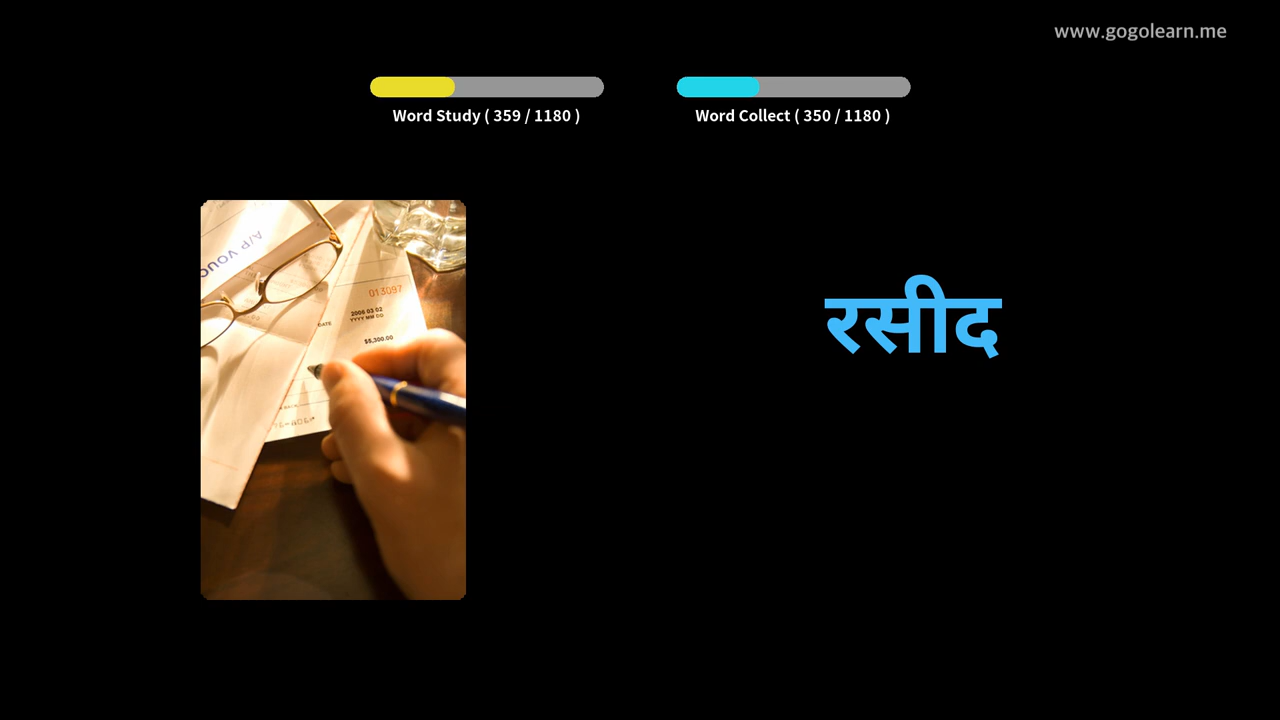 www.gogolearn.me
Word Study ( 359 / 1180 )
Word Collect ( 350 / 1180 )
A/P VOUC
013097
DATE
2006 03 02
YYYY MM DD
$5,300.00
रसीद